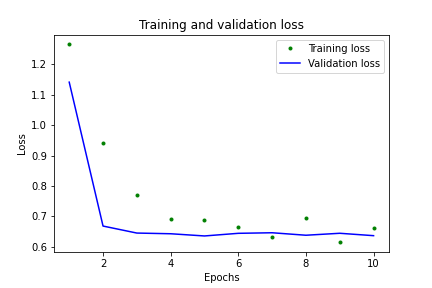 Training and validation loss
Training loss
Validation loss
1.2
1.1
1.0
0.9
0.8
0.7
0.6
Loss
2 4 6 8 10
Epochs